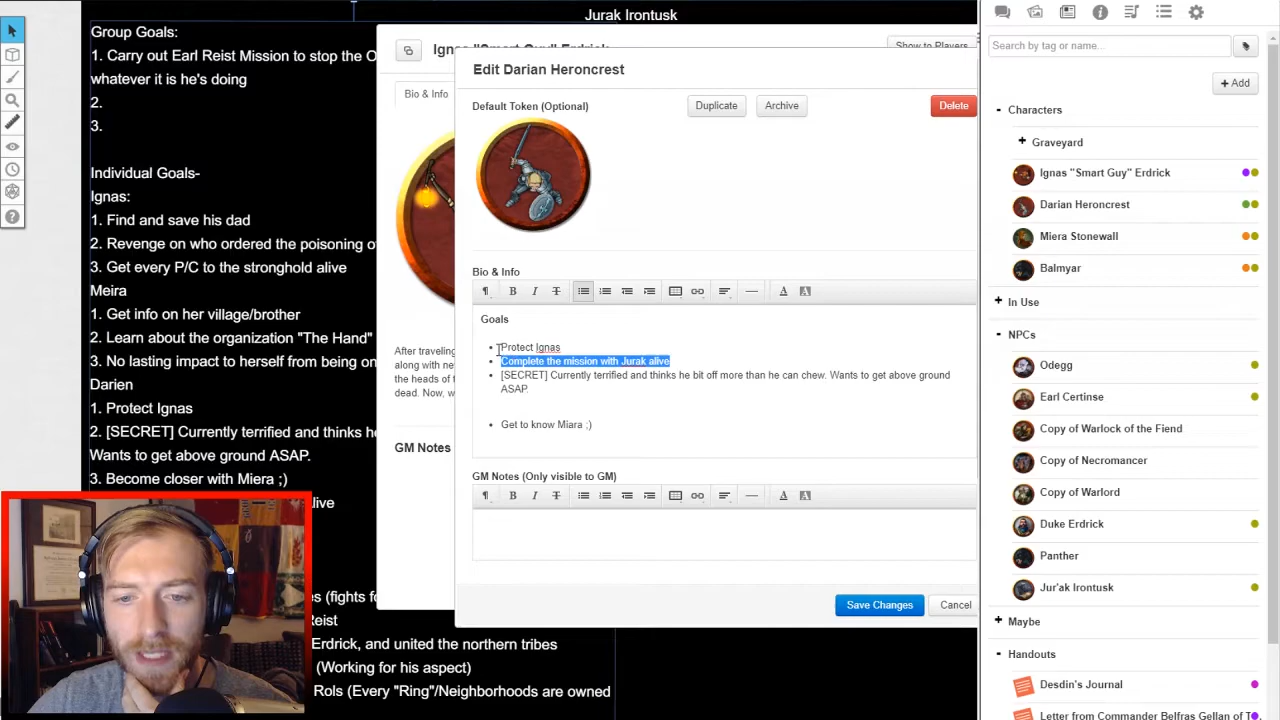 Jurak Irontusk
Group Goals:
1. Carry out Earl Reist Mission to stop the O
whatever it is he's doing
2.
3.
Individual Goals-
Ignas:
1. Find and save his dad
2. Revenge on who ordered the poisoning o
3. Get every P/C to the stronghold alive
Meira
1. Get info on her village/brother
2. Learn about the organization "The Hand"
3. No lasting impact to herself from being on
Darien
1. Protect Ignas
2. [SECRET] Currently terrified and thinks he
Wants to get above ground ASAP.
3. Become closer with Miera ;)
alive
es (fights fo
Reist
Erdrick, and united the northern tribes
(Working for his aspect)
Rols (Every "Ring"/Neighborhoods are owned
Ignas "Smart Guy" Erdrick
Show to Players
Bio & Info
After traveling
along with ne
the heads of t
dead. Now, w
GM Notes
Edit Darian Heroncrest
Default Token (Optional)
Duplicate
Archive
Delete
Bio & Info
Goals
• Protect Ignas
• Complete the mission with Jurak alive
• [SECRET] Currently terrified and thinks he bit off more than he can chew. Wants to get above ground
ASAP.
• Get to know Miara ;)
GM Notes (Only visible to GM)
Save Changes
Cancel
Search by tag or name...
+ Add
- Characters
+ Graveyard
Ignas "Smart Guy" Erdrick
Darian Heroncrest
Miera Stonewall
Balmyar
+ In Use
- NPCs
Odegg
Earl Certinse
Copy of Warlock of the Fiend
Copy of Necromancer
Copy of Warlord
Duke Erdrick
Panther
Jur'ak Irontusk
+ Maybe
- Handouts
Desdin's Journal
Letter from Commander Belfras Gellan of T...